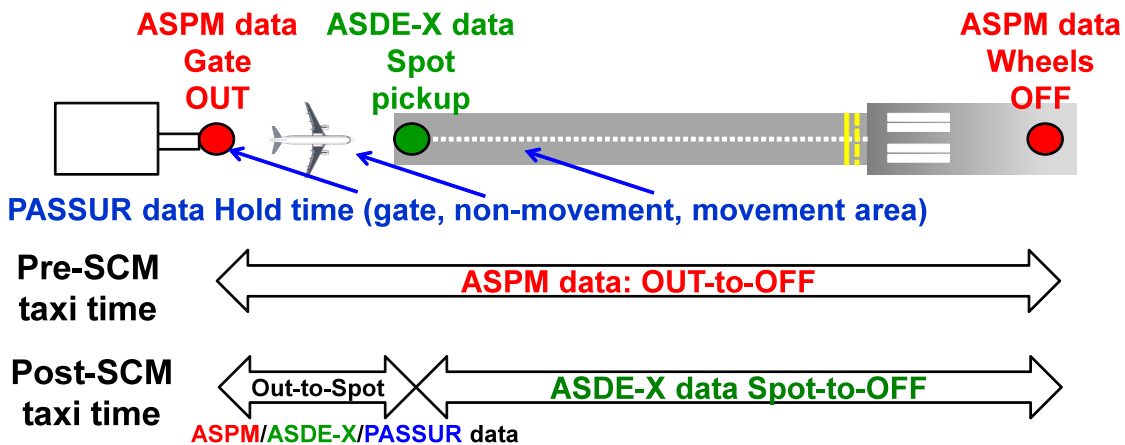 ASPM data
Gate
OUT
ASDE-X data
Spot
pickup
ASPM data
Wheels
OFF
PASSUR data Hold time (gate, non-movement, movement area)
Pre-SCM
taxi time
ASPM data: OUT-to-OFF
Post-SCM
taxi time
Out-to-Spot
ASDE-X data Spot-to-OFF
ASPM/ASDE-X/PASSUR data